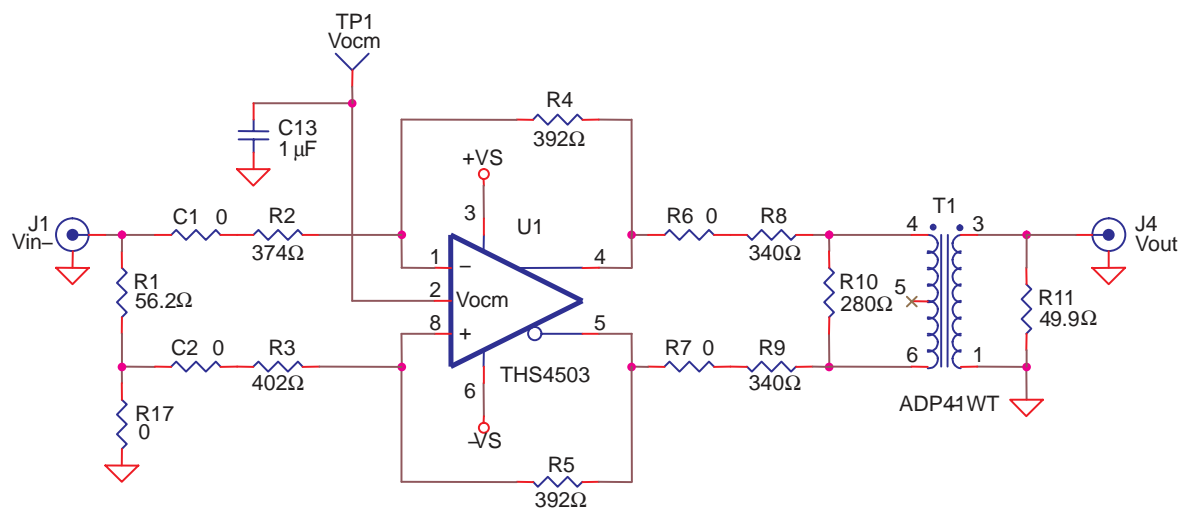 TP1
Vocm
C13
1 µF
R4
392Ω
+VS
3
U1
J1
Vin–
C1 0
R2
374Ω
R6 0
R8
340Ω
4
T1
3
J4
Vout
1
–
4
R1
56.2Ω
2
Vocm
R10
280Ω
5
R11
49.9Ω
8
+
5
C2 0
R3
402Ω
THS4503
R7 0
R9
340Ω
6
1
6
ADP41WT
R17
0
–VS
R5
392Ω